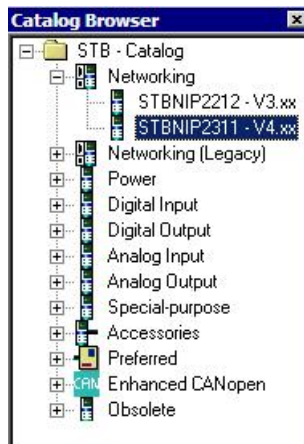 Catalog Browser
STB - Catalog
Networking
STBNIP2212 - V3.xx
STBNIP2311 - V4.xx
Networking (Legacy)
Power
Digital Input
Digital Output
Analog Input
Analog Output
Special-purpose
Accessories
Preferred
CAN Enhanced CANopen
Obsolete